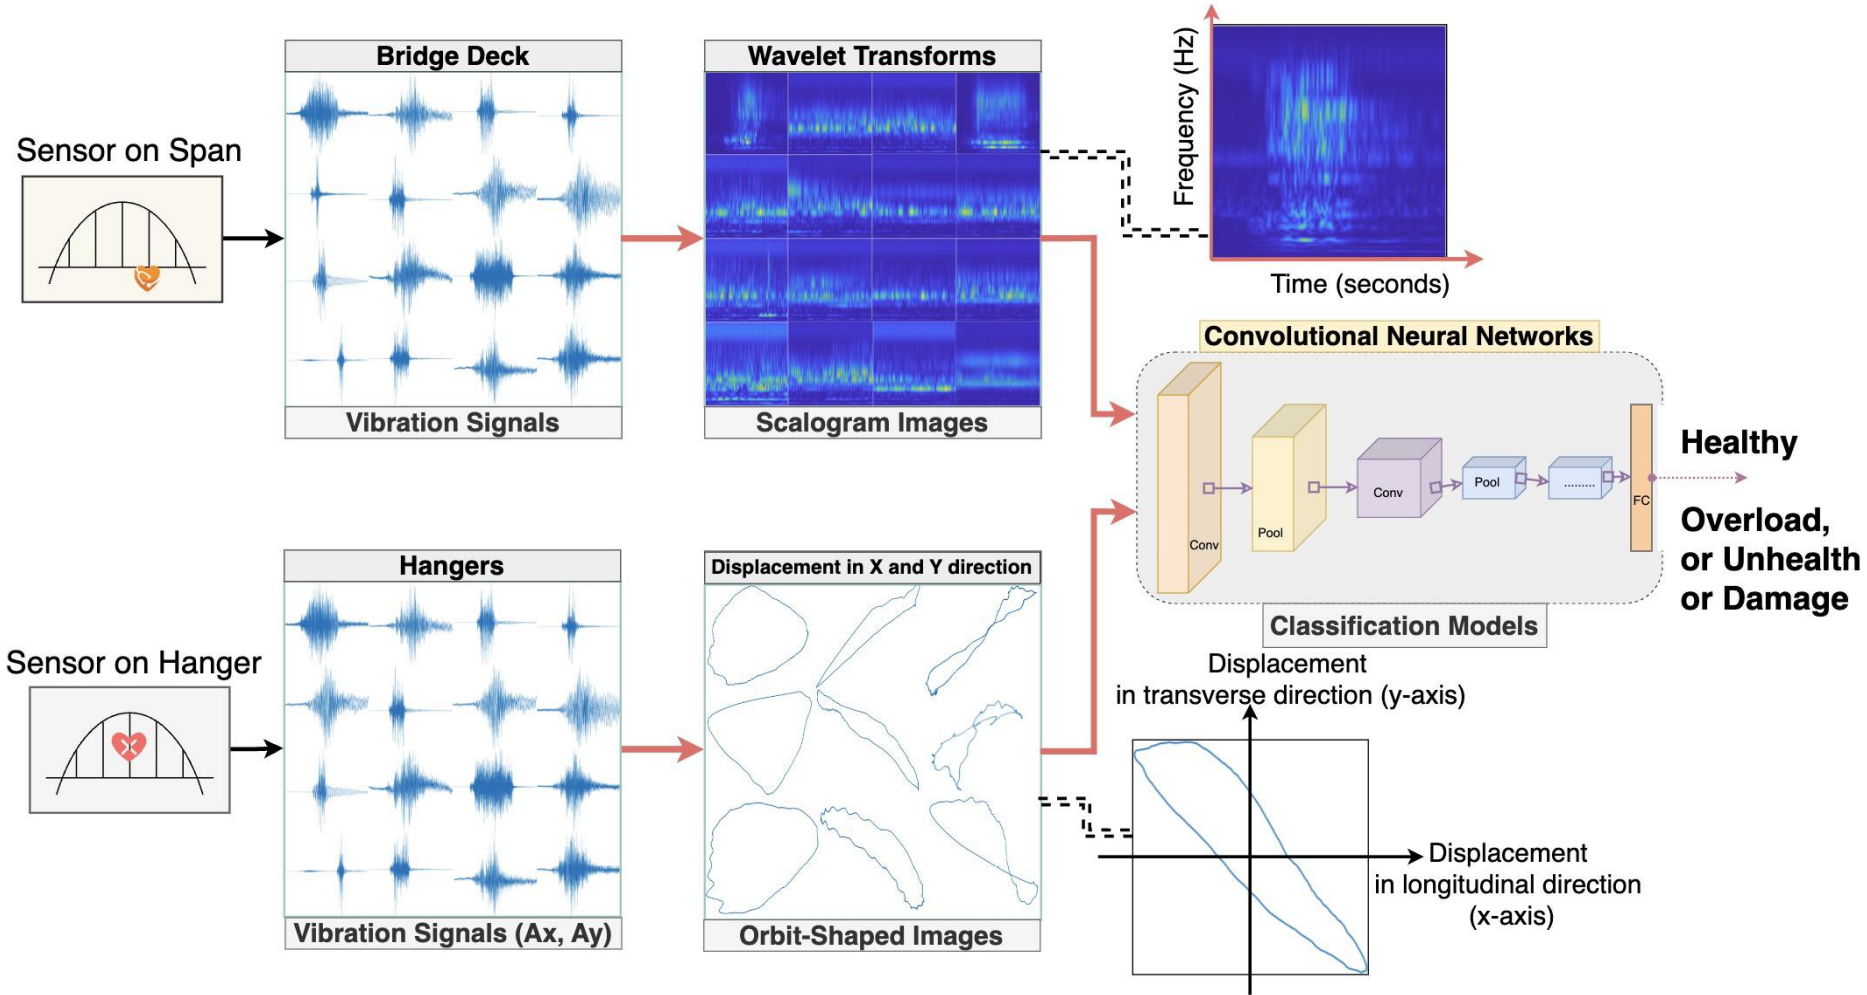 Sensor on Span
Bridge Deck
Vibration Signals
Wavelet Transforms
Scalogram Images
Frequency (Hz)
Time (seconds)
Convolutional Neural Networks
Conv
Pool
Conv
Pool
.........
FC
Healthy
Overload,
or Unhealth
or Damage
Classification Models
Sensor on Hanger
Hangers
Vibration Signals (Ax, Ay)
Displacement in X and Y direction
Orbit-Shaped Images
Displacement
in transverse direction (y-axis)
Displacement
in longitudinal direction
(x-axis)